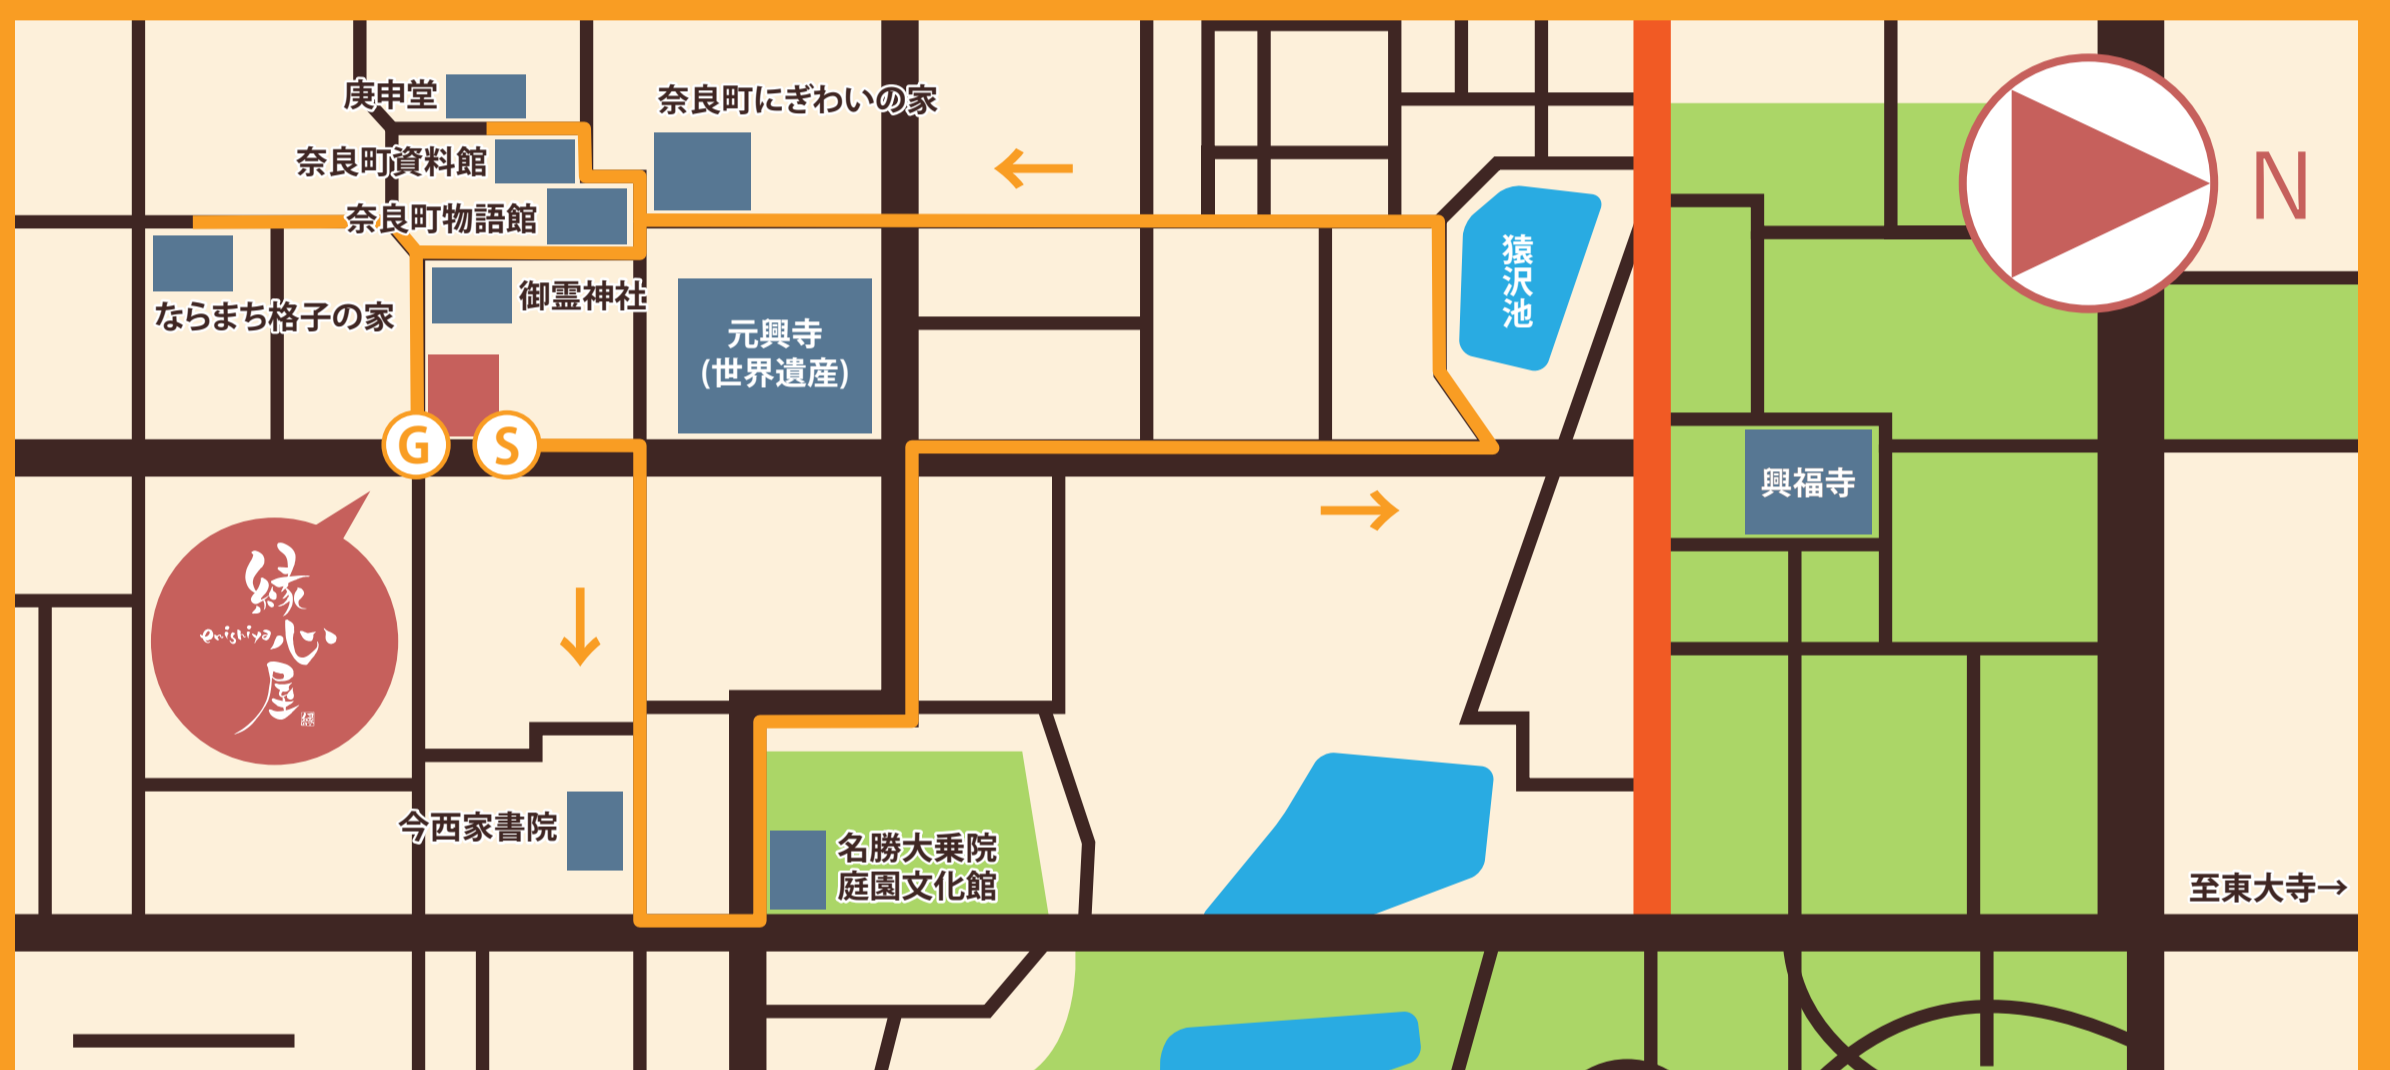 庚申堂
奈良町にぎわいの家
奈良町資料館
奈良町物語館
N
ならまち格子の家
御霊神社
元興寺
(世界遺産)
猿沢池
G
S
興福寺
縁
onishiya
心
屋
今西家書院
名勝大乗院
庭園文化館
至東大寺→